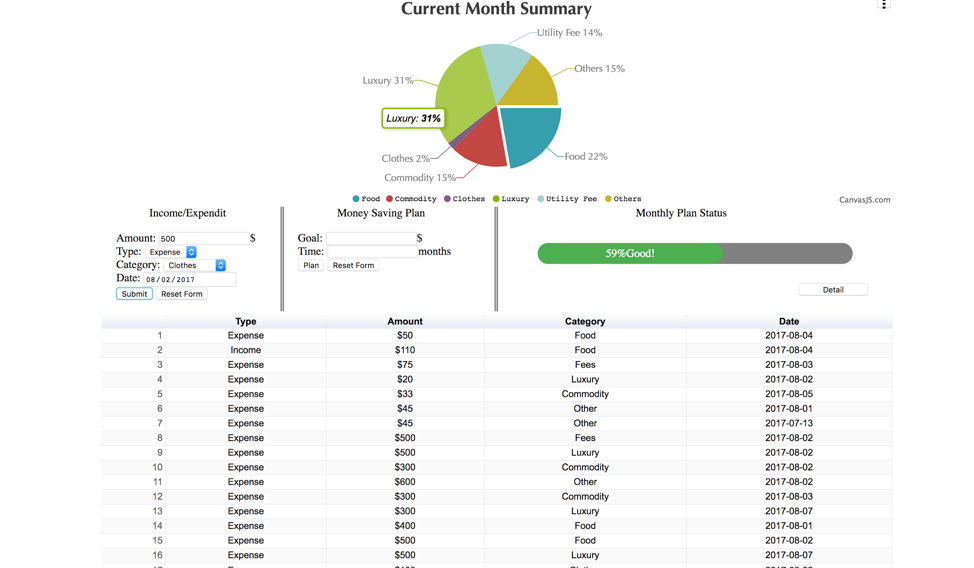 Current Month Summary
Utility Fee 14%
Others 15%
Luxury 31%
Luxury: 31%
Clothes 2%
Food 22%
Commodity 15%
Food Commodity Clothes Luxury Utility Fee Others
CanvasJS.com
Income/Expendit
Amount: 500 $
Type: Expense
Category: Clothes
Date: 08/02/2017
Submit Reset Form
Money Saving Plan
Goal: $
Time: months
Plan Reset Form
Monthly Plan Status
59%Good!
Detail
Type Amount Category Date
1 Expense $50 Food 2017-08-04
2 Income $110 Food 2017-08-04
3 Expense $75 Fees 2017-08-03
4 Expense $20 Luxury 2017-08-02
5 Expense $33 Commodity 2017-08-05
6 Expense $45 Other 2017-08-01
7 Expense $45 Other 2017-07-13
8 Expense $500 Fees 2017-08-02
9 Expense $500 Luxury 2017-08-02
10 Expense $300 Commodity 2017-08-02
11 Expense $600 Other 2017-08-02
12 Expense $300 Commodity 2017-08-03
13 Expense $300 Luxury 2017-08-07
14 Expense $400 Food 2017-08-01
15 Expense $500 Food 2017-08-02
16 Expense $500 Luxury 2017-08-07